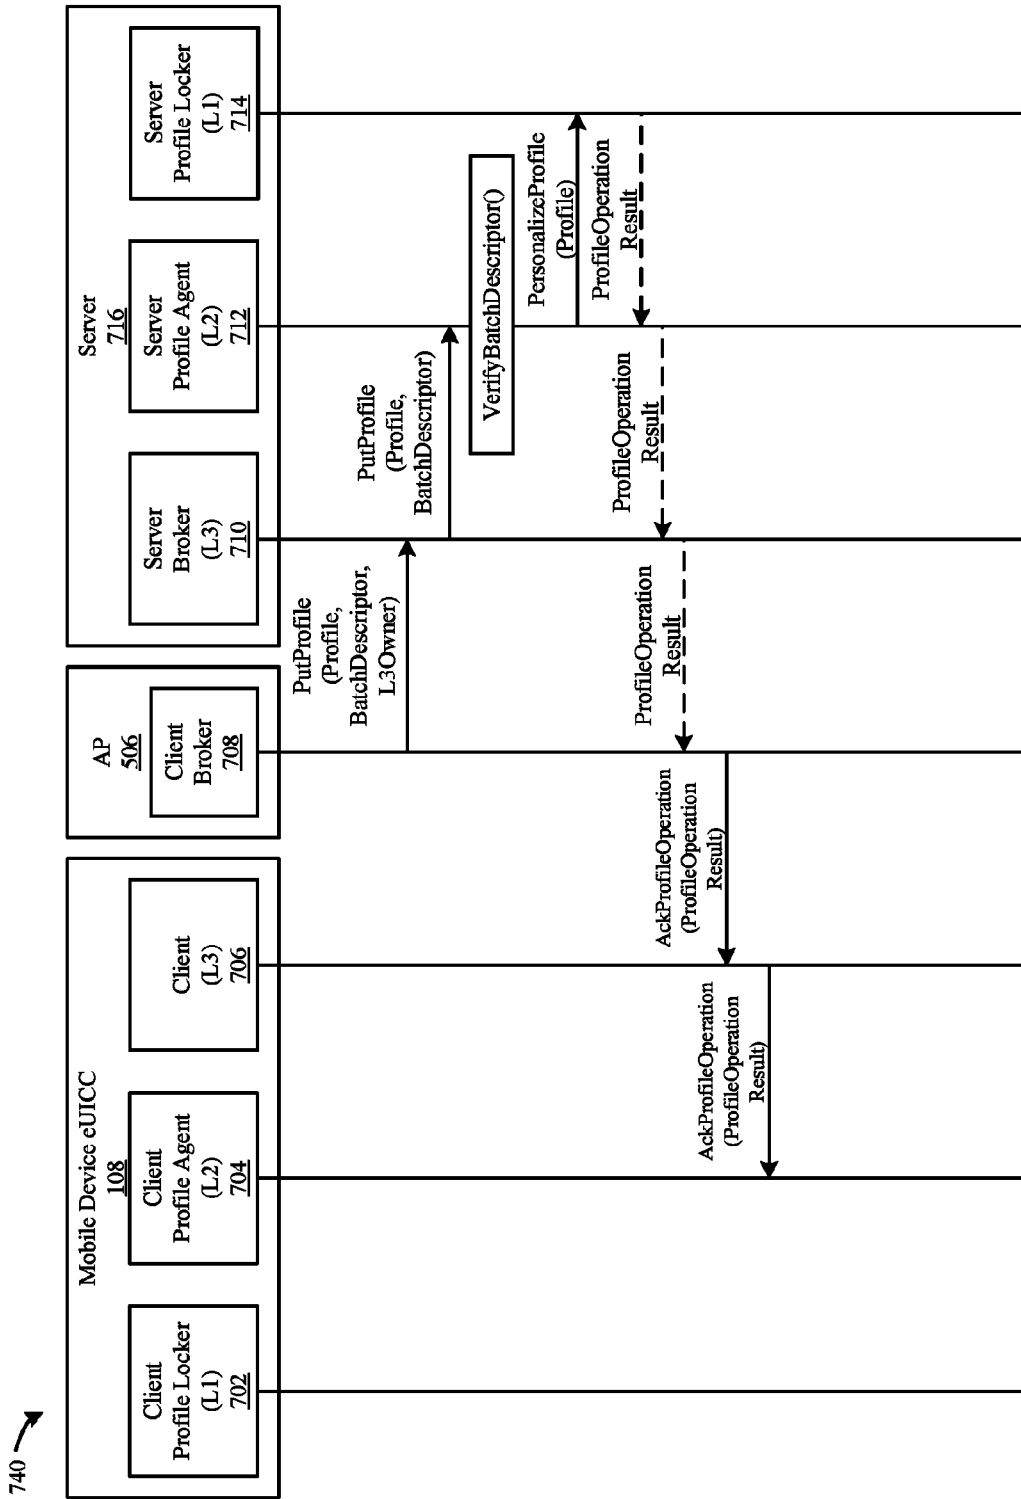 740
Mobile Device eUICC
108
Client
Profile Locker
(L1)
702
Client
Profile Agent
(L2)
704
Client
(L3)
706
AP
506
Client
Broker
708
Server
716
Server
Broker
(L3)
710
Server
Profile Agent
(L2)
712
Server
Profile Locker
(L1)
714
PutProfile
(Profile,
BatchDescriptor,
L3Owner)
PutProfile
(Profile,
BatchDescriptor)
VerifyBatchDescriptor()
PersonalizeProfile
(Profile)
ProfileOperation
Result
ProfileOperation
Result
ProfileOperation
Result
AckProfileOperation
(ProfileOperation
Result)
AckProfileOperation
(ProfileOperation
Result)